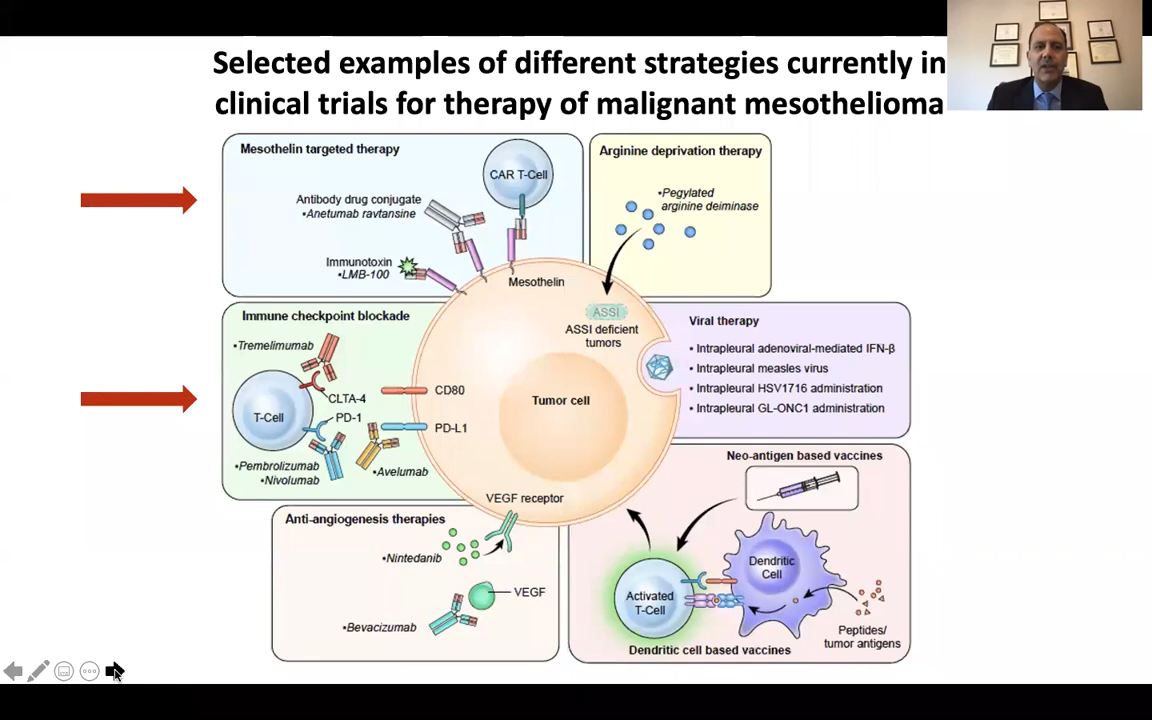 Selected examples of different strategies currently in
clinical trials for therapy of malignant mesothelioma
Mesothelin targeted therapy
CAR T-Cell
Antibody drug conjugate
•Anetumab ravtansine
Immunotoxin
•LMB-100
Mesothelin
Arginine deprivation therapy
•Pegylated
arginine deiminase
ASSI
ASSI deficient
tumors
Immune checkpoint blockade
•Tremelimumab
CLTA-4
T-Cell
PD-1
CD80
PD-L1
•Pembrolizumab
•Nivolumab
•Avelumab
Tumor cell
Viral therapy
• Intrapleural adenoviral-mediated IFN-β
• Intrapleural measles virus
• Intrapleural HSV1716 administration
• Intrapleural GL-ONC1 administration
VEGF receptor
Anti-angiogenesis therapies
•Nintedanib
VEGF
•Bevacizumab
Neo-antigen based vaccines
Dendritic
Cell
Activated
T-Cell
Peptides/
tumor antigens
Dendritic cell based vaccines